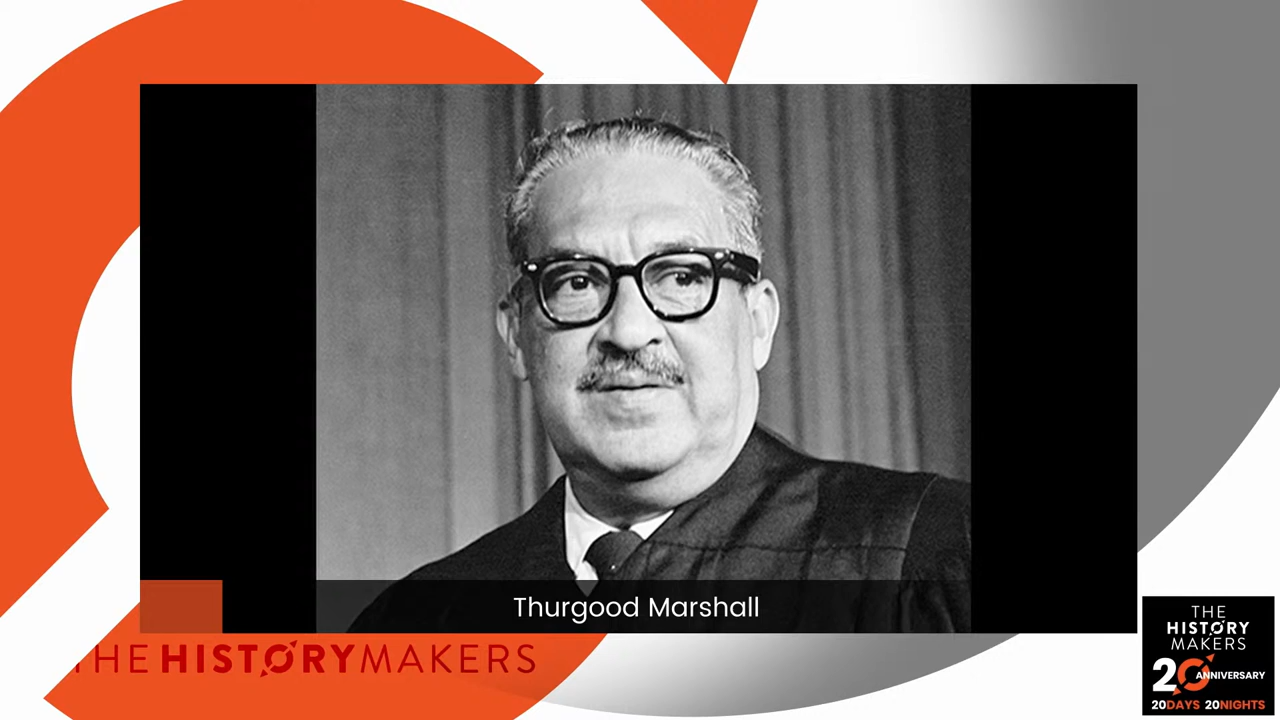 Thurgood Marshall
THE HISTORYMAKERS
THE
HISTORY
MAKERS
20 ANNIVERSARY
20DAYS 20NIGHTS